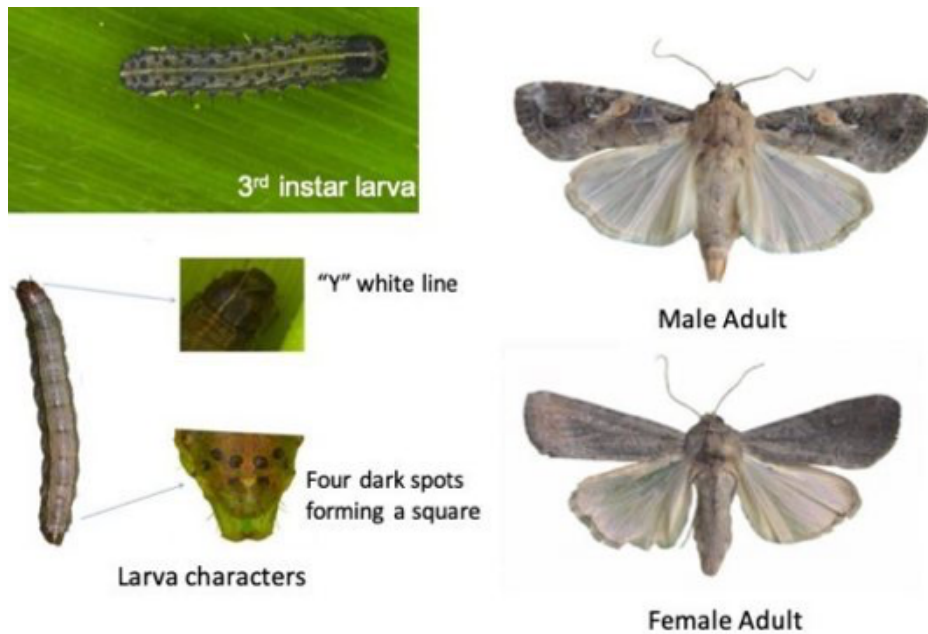 3rd instar larva
“Y” white line
Four dark spots
forming a square
Larva characters
Male Adult
Female Adult